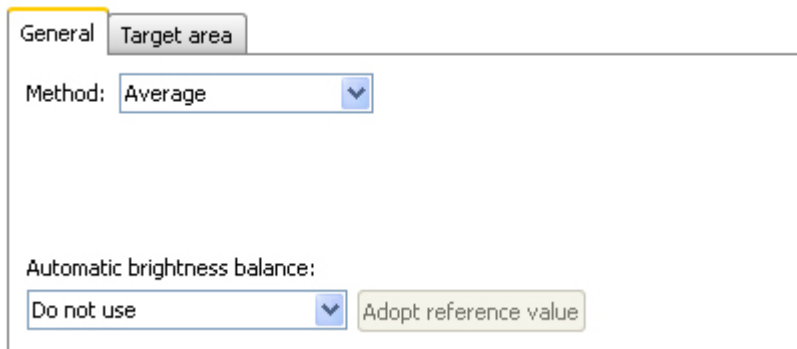 General Target area
Method: Average
Automatic brightness balance:
Do not use Adopt reference value